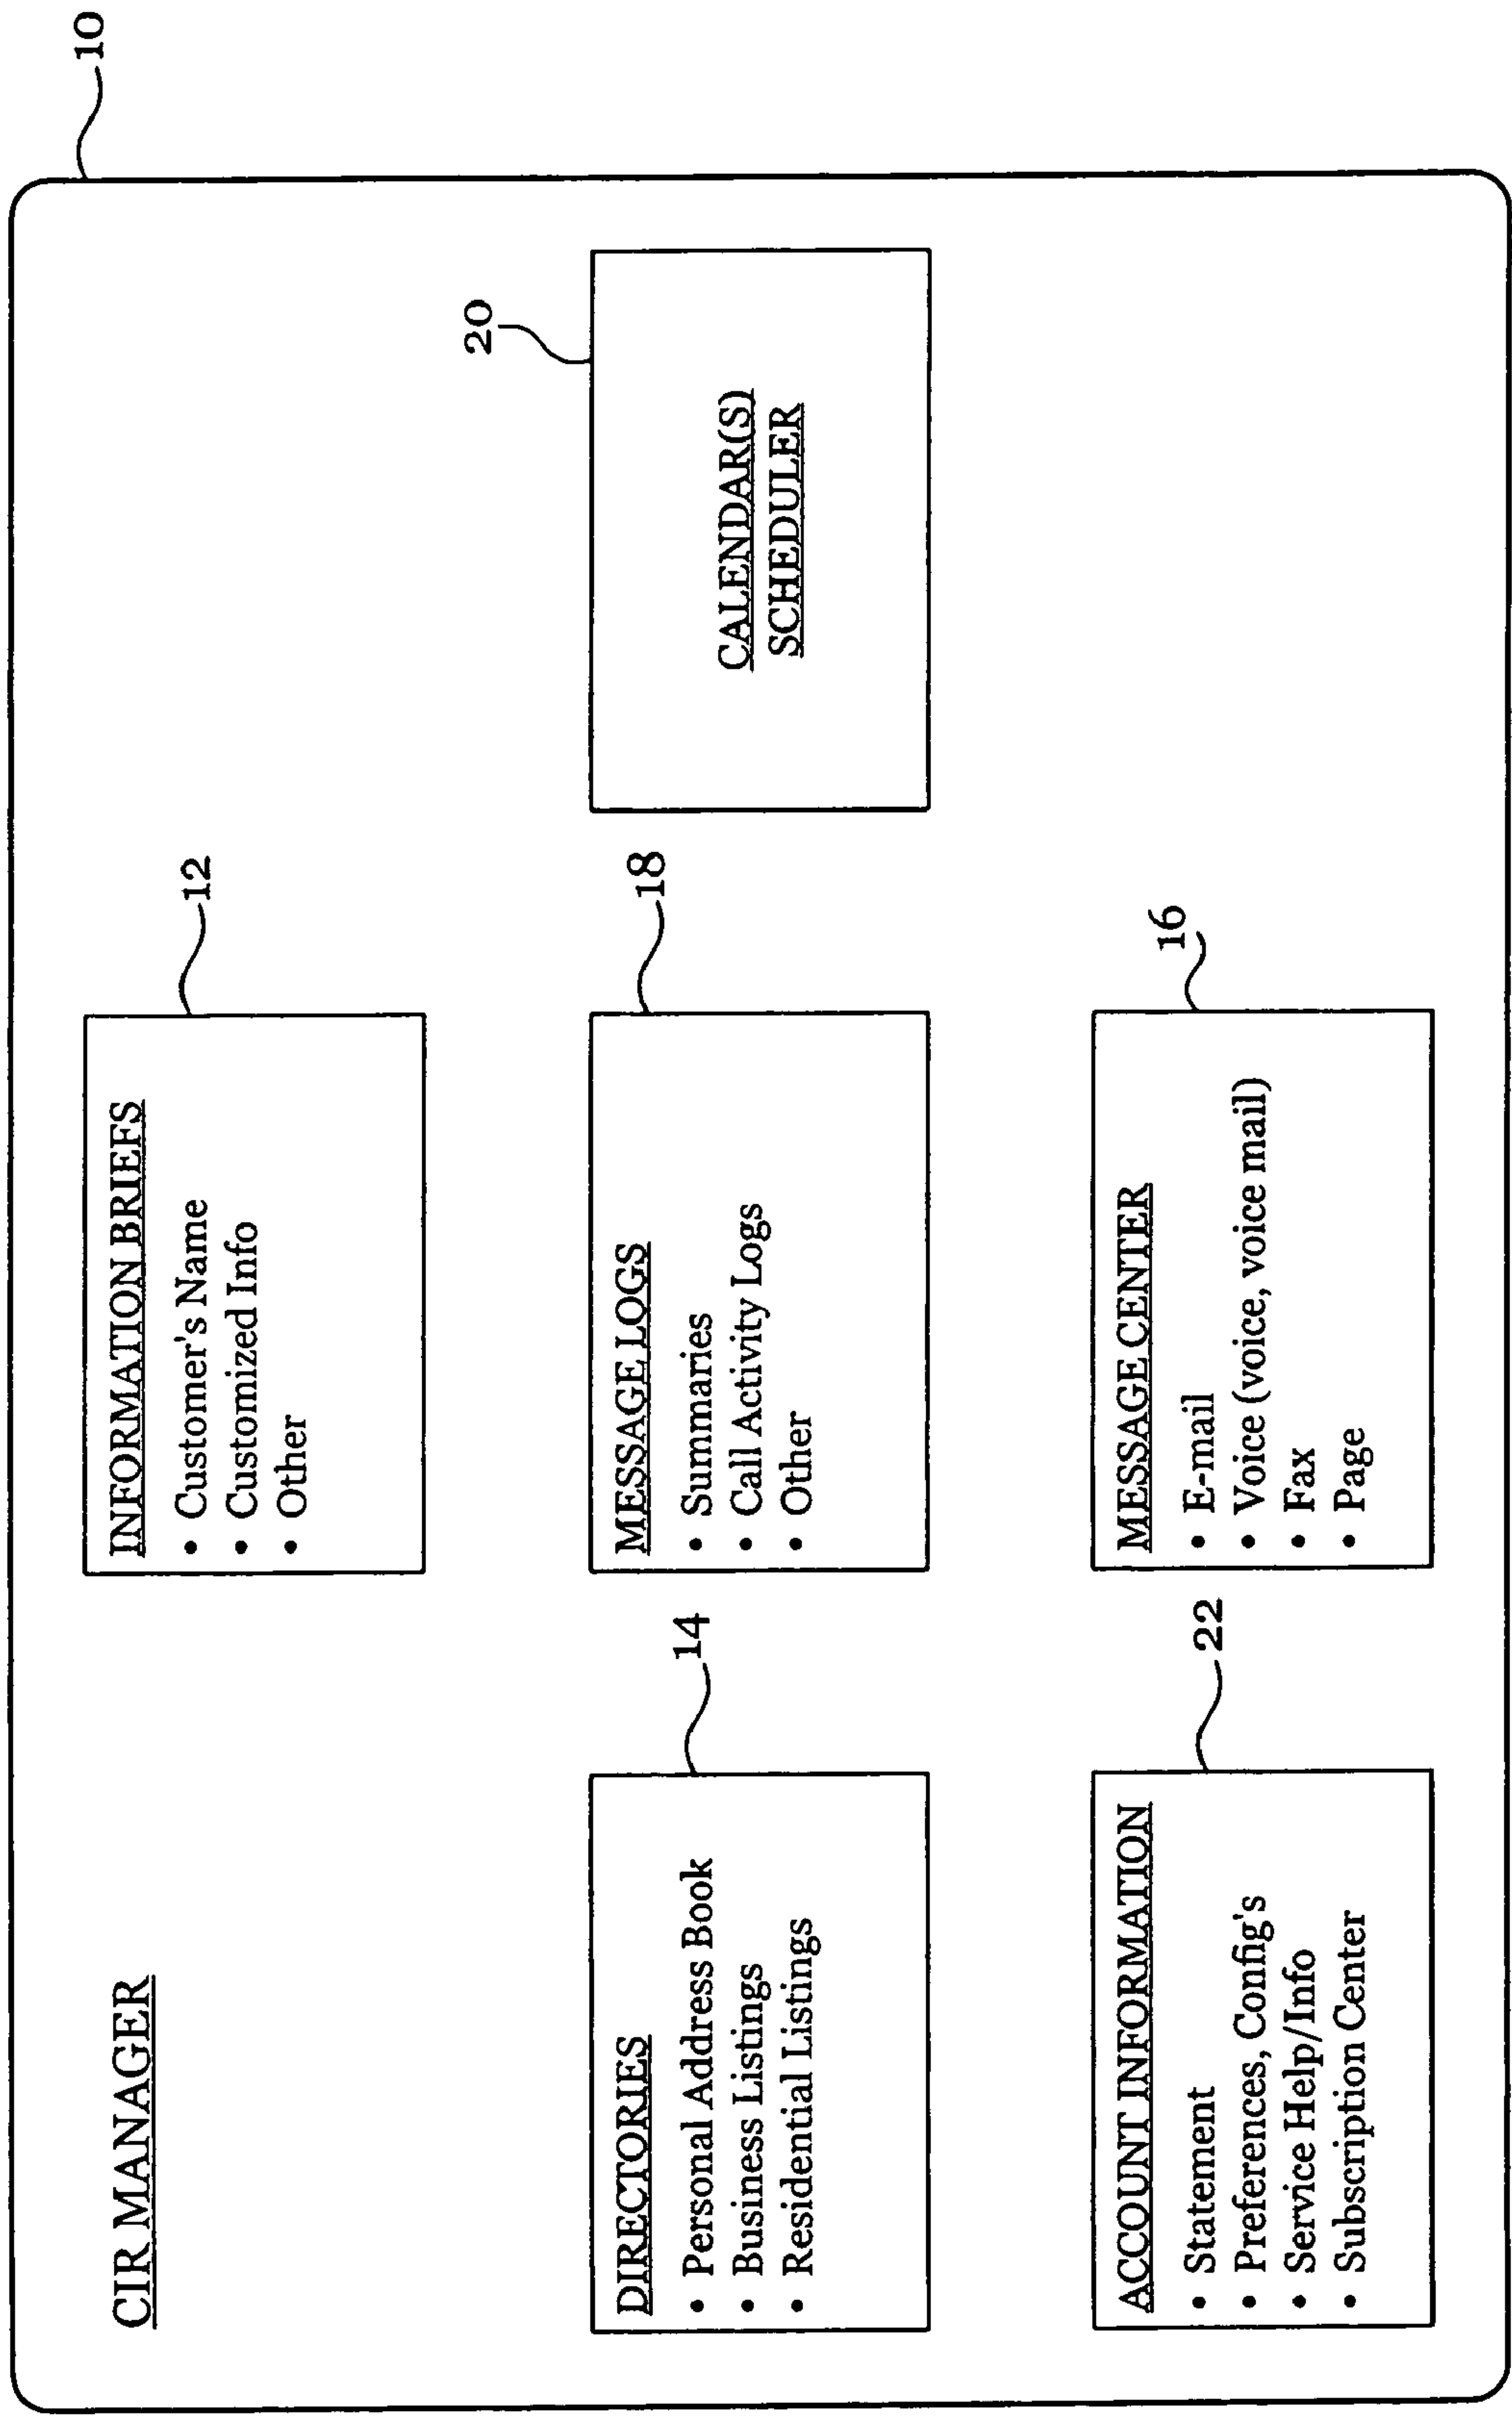 10
CIR MANAGER
12
INFORMATION BRIEFS
• Customer's Name
• Customized Info
• Other
14
DIRECTORIES
• Personal Address Book
• Business Listings
• Residential Listings
18
MESSAGE LOGS
• Summaries
• Call Activity Logs
• Other
20
CALENDAR(S)
SCHEDULER
22
ACCOUNT INFORMATION
• Statement
• Preferences, Config's
• Service Help/Info
• Subscription Center
16
MESSAGE CENTER
• E-mail
• Voice (voice, voice mail)
• Fax
• Page